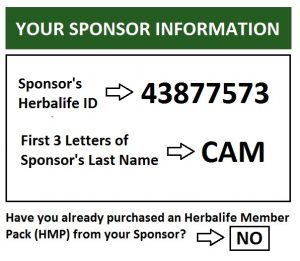 YOUR SPONSOR INFORMATION
Sponsor's
Herbalife ID
43877573
First 3 Letters of
Sponsor's Last Name
CAM
Have you already purchased an Herbalife Member
Pack (HMP) from your Sponsor? NO